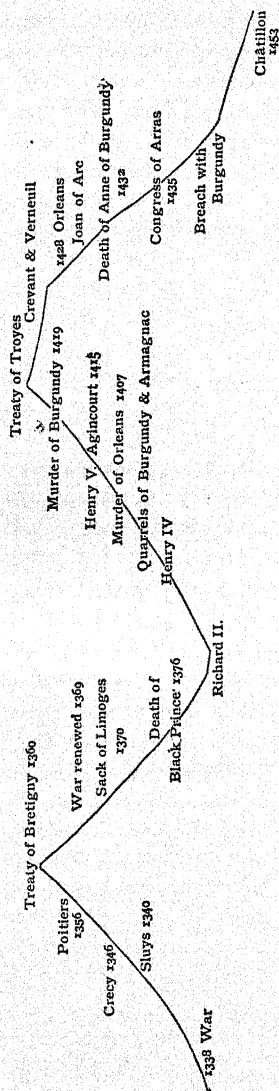 1338 War
Sluys 1340
Crecy 1346
Poitiers
1356
Treaty of Bretigny 1360
War renewed 1369
Sack of Limoges
1370
Death of
Black Prince 1376
Richard II.
Henry IV
Quarrels of Burgundy & Armagnac
Murder of Orleans 1407
Henry V. Agincourt 1415
Murder of Burgundy 1419
Treaty of Troyes
Crevant & Verneuil
1428 Orleans
Joan of Arc
Death of Anne of Burgundy
1432
Congress of Arras
1435
Breach with
Burgundy
Châtillon
1453